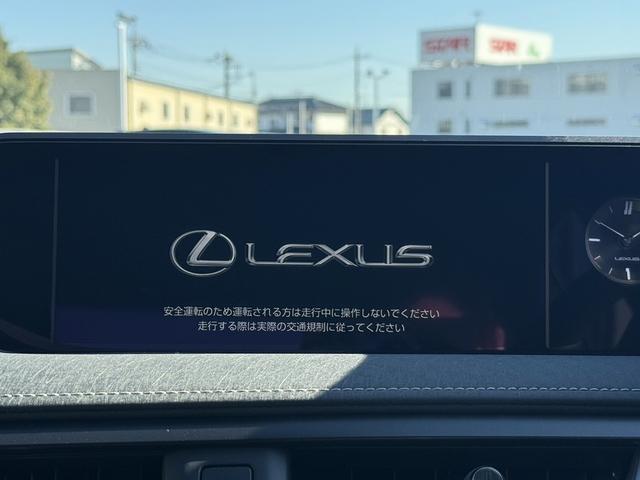 LEXUS
安全運転のため運転される方は走行中に操作しないでください
走行する際は実際の交通規制に従ってください
LEXUS